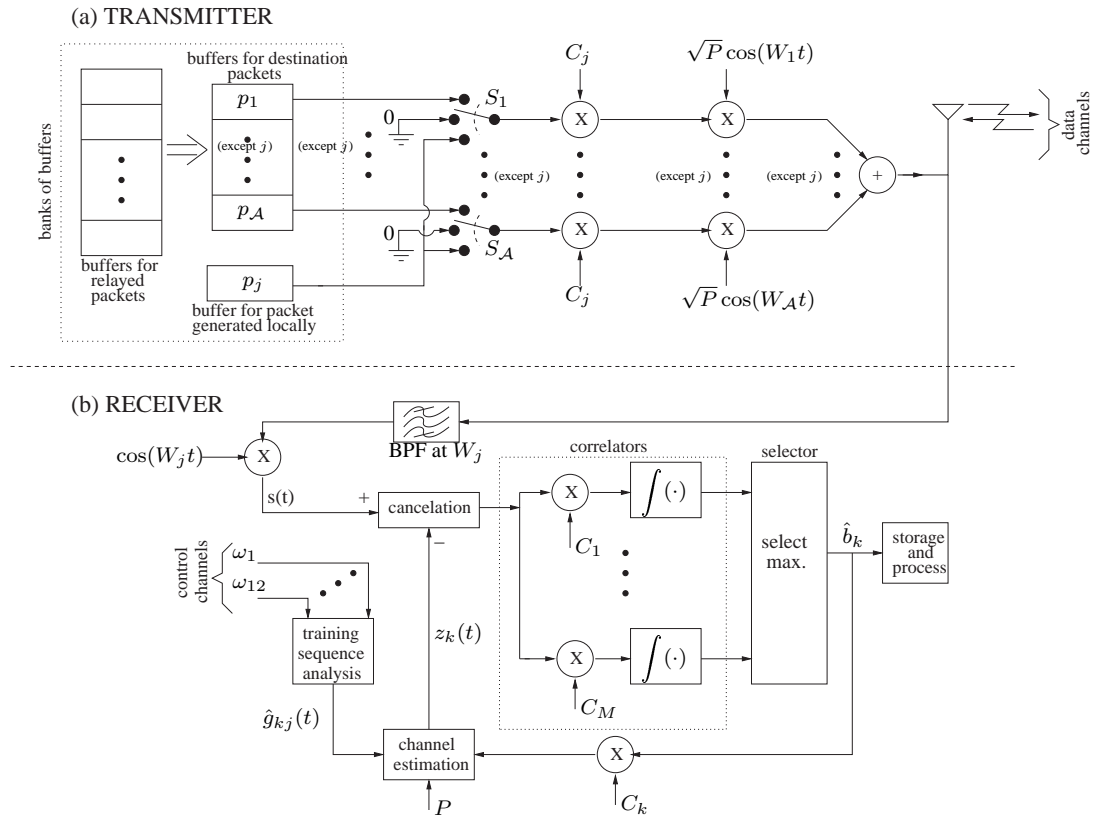 (a) TRANSMITTER
banks of buffers
buffers for relayed packets
buffers for destination packets
p_1
(except j)
p_𝒜
p_j
buffer for packet generated locally
(except j)
0
S_1
(except j)
0
S_𝒜
C_j
X
X
C_j
√P cos(W_1t)
X
(except j)
X
√P cos(W_𝒜t)
(except j)
+
data channels
(b) RECEIVER
cos(W_jt)
X
BPF at W_j
s(t)
+
cancelation
−
control channels
ω_1
ω_12
training sequence analysis
ĝ_kj(t)
z_k(t)
channel estimation
P
correlators
X
C_1
∫(·)
X
C_M
∫(·)
selector
select max.
b̂_k
storage and process
X
C_k